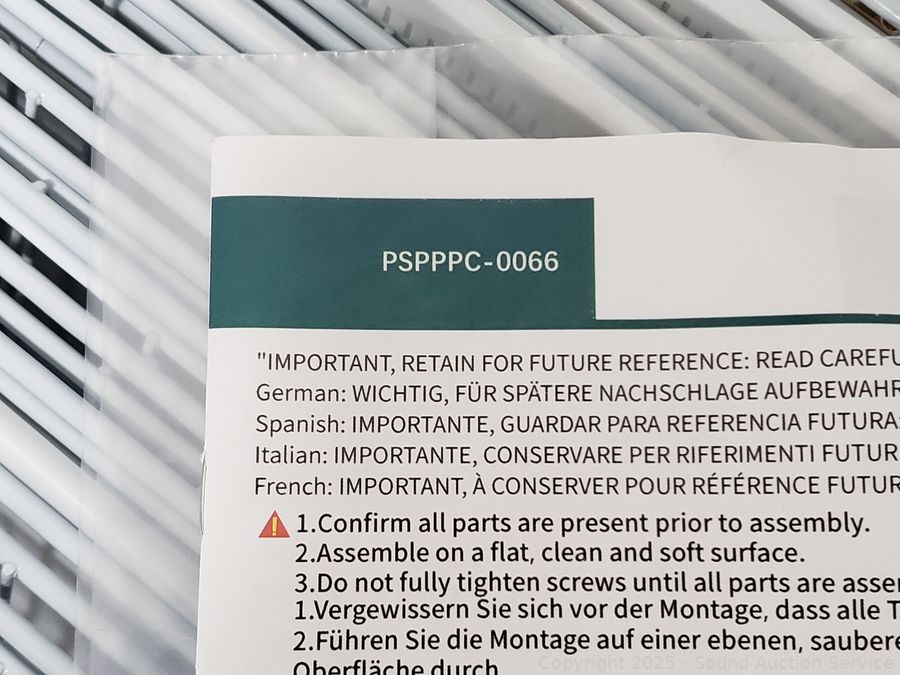 PSPPPC-0066
"IMPORTANT, RETAIN FOR FUTURE REFERENCE: READ CAREFU
German: WICHTIG, FÜR SPÄTERE NACHSCHLAGE AUFBEWAHR
Spanish: IMPORTANTE, GUARDAR PARA REFERENCIA FUTURA:
Italian: IMPORTANTE, CONSERVARE PER RIFERIMENTI FUTUR
French: IMPORTANT, À CONSERVER POUR RÉFÉRENCE FUTUR
1.Confirm all parts are present prior to assembly.
2.Assemble on a flat, clean and soft surface.
3.Do not fully tighten screws until all parts are assem
1.Vergewissern Sie sich vor der Montage, dass alle T
2.Führen Sie die Montage auf einer ebenen, saubere
Oberfläche durch.
Copyright 2025 - Sound Auction Service